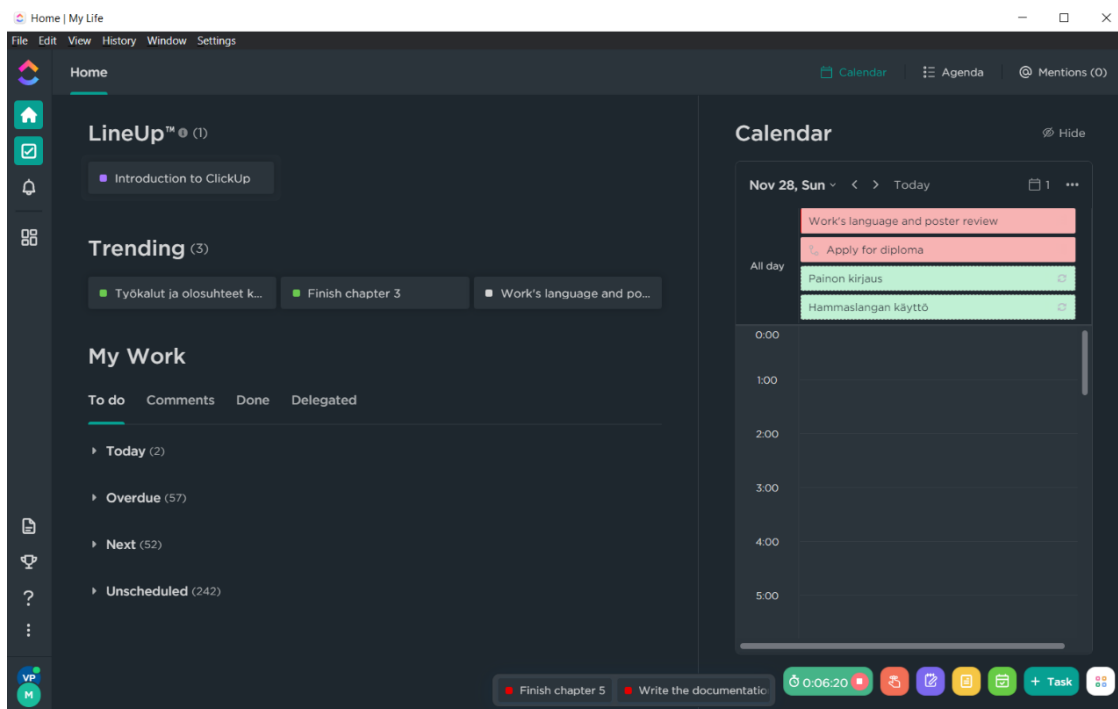 Home | My Life
File Edit View History Window Settings
Home
Calendar
Agenda
@ Mentions (0)
LineUp™ (1)
Introduction to ClickUp
Trending (3)
Työkalut ja olosuhteet k...
Finish chapter 3
Work's language and po...
My Work
To do Comments Done Delegated
Today (2)
Overdue (57)
Next (52)
Unscheduled (242)
Calendar
Hide
Nov 28, Sun < > Today 1 •••
All day
Work's language and poster review
Apply for diploma
Painon kirjaus
Hammaslangan käyttö
0:00
1:00
2:00
3:00
4:00
5:00
VP
M
Finish chapter 5
Write the documentatio
0:06:20
+ Task